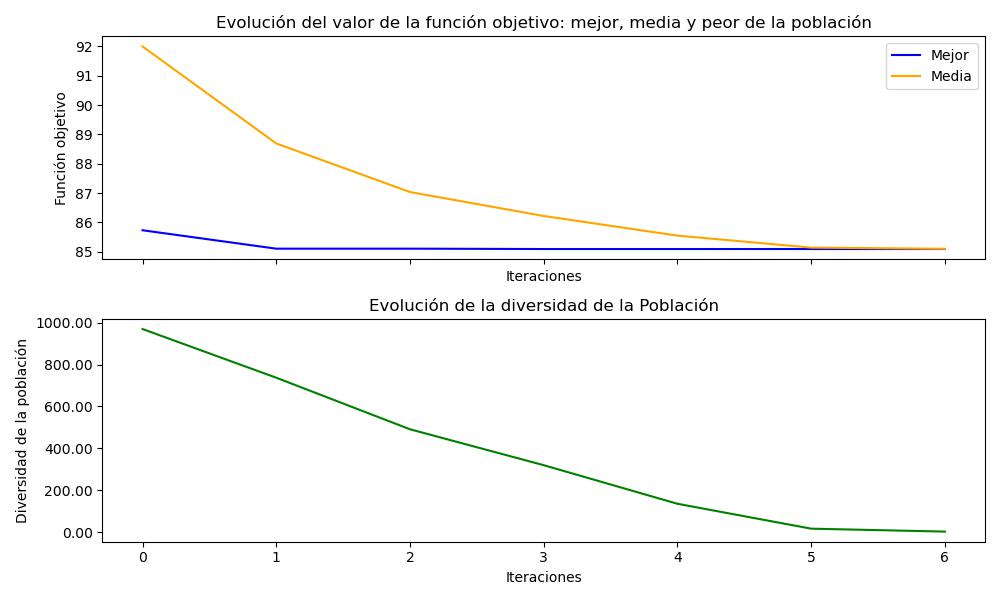 Evolución del valor de la función objetivo: mejor, media y peor de la población
92
91
90
89
88
87
86
85
Función objetivo
Mejor
Media
Iteraciones
Evolución de la diversidad de la Población
1000.00
800.00
600.00
400.00
200.00
0.00
Diversidad de la población
0 1 2 3 4 5 6
Iteraciones